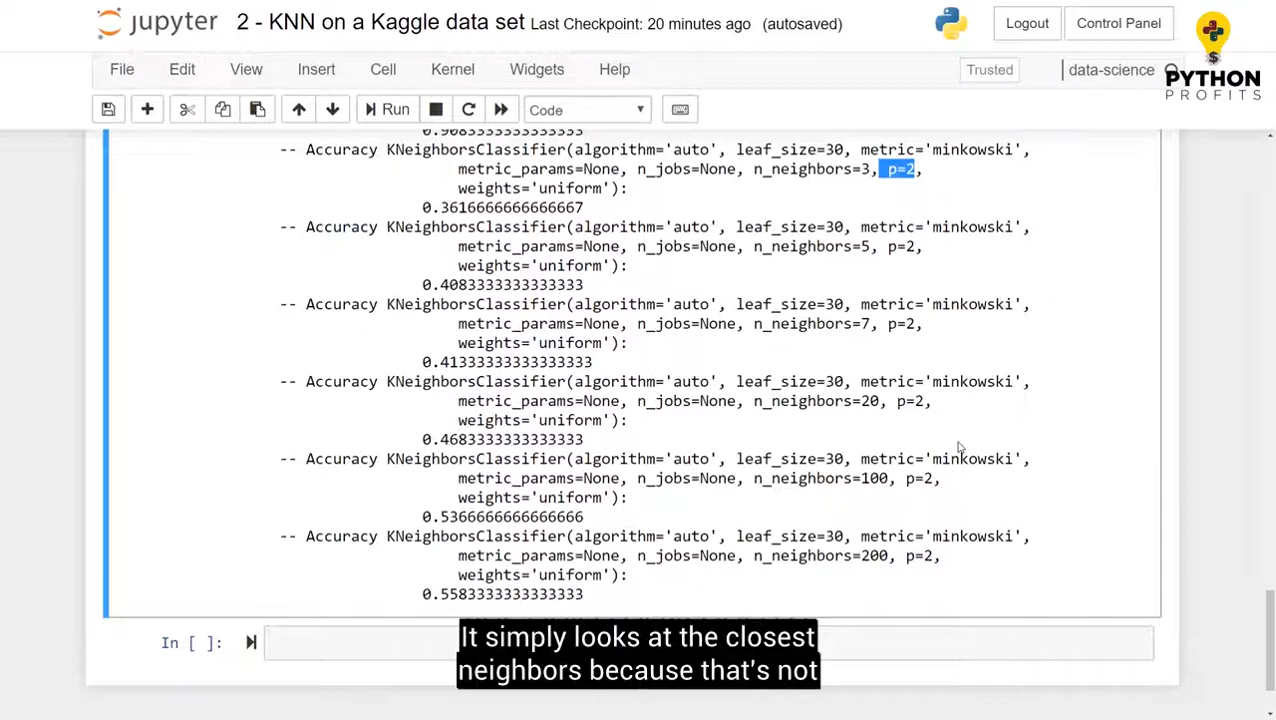 jupyter 2 - KNN on a Kaggle data set Last Checkpoint: 20 minutes ago (autosaved) Logout Control Panel
File Edit View Insert Cell Kernel Widgets Help Trusted data-science
PYTHON
PROFITS
Run Code
0.9083333333333333
-- Accuracy KNeighborsClassifier(algorithm='auto', leaf_size=30, metric='minkowski',
metric_params=None, n_jobs=None, n_neighbors=3, p=2,
weights='uniform'):
0.3616666666666667
-- Accuracy KNeighborsClassifier(algorithm='auto', leaf_size=30, metric='minkowski',
metric_params=None, n_jobs=None, n_neighbors=5, p=2,
weights='uniform'):
0.4083333333333333
-- Accuracy KNeighborsClassifier(algorithm='auto', leaf_size=30, metric='minkowski',
metric_params=None, n_jobs=None, n_neighbors=7, p=2,
weights='uniform'):
0.41333333333333333
-- Accuracy KNeighborsClassifier(algorithm='auto', leaf_size=30, metric='minkowski',
metric_params=None, n_jobs=None, n_neighbors=20, p=2,
weights='uniform'):
0.4683333333333333
-- Accuracy KNeighborsClassifier(algorithm='auto', leaf_size=30, metric='minkowski',
metric_params=None, n_jobs=None, n_neighbors=100, p=2,
weights='uniform'):
0.5366666666666666
-- Accuracy KNeighborsClassifier(algorithm='auto', leaf_size=30, metric='minkowski',
metric_params=None, n_jobs=None, n_neighbors=200, p=2,
weights='uniform'):
0.5583333333333333
In [ ]:
It simply looks at the closest
neighbors because that's not